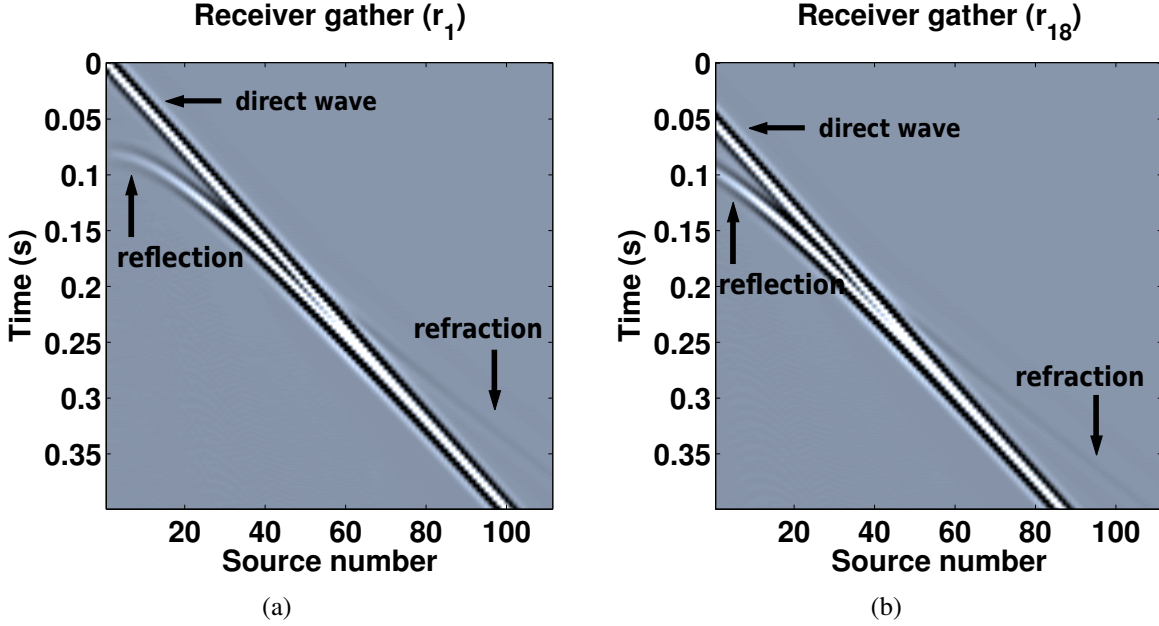 Receiver gather (r_1)
0
0.05
0.1
0.15
0.2
0.25
0.3
0.35
Time (s)
direct wave
reflection
refraction
20 40 60 80 100
Source number
(a)
Receiver gather (r_18)
0
0.05
0.1
0.15
0.2
0.25
0.3
0.35
Time (s)
direct wave
reflection
refraction
20 40 60 80 100
Source number
(b)